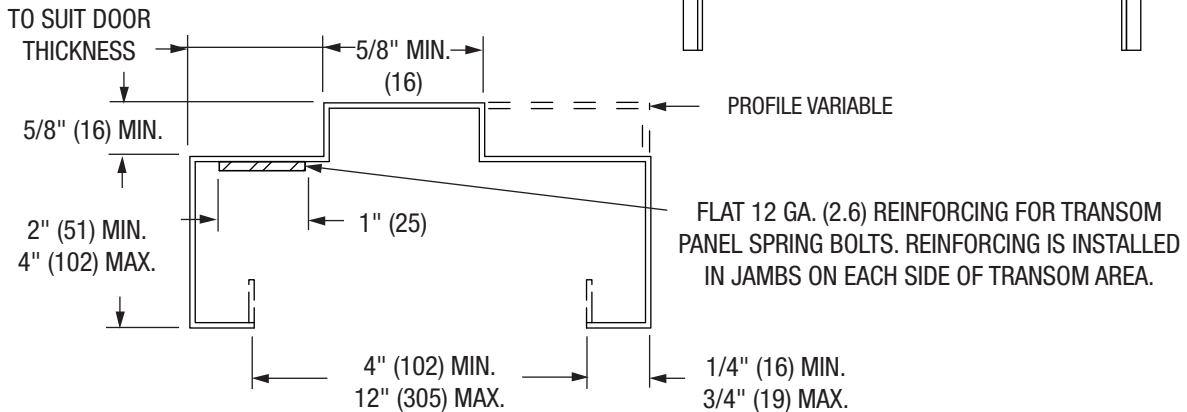 TO SUIT DOOR
THICKNESS
5/8" MIN.
(16)
PROFILE VARIABLE
5/8" (16) MIN.
1" (25)
2" (51) MIN.
4" (102) MAX.
FLAT 12 GA. (2.6) REINFORCING FOR TRANSOM
PANEL SPRING BOLTS. REINFORCING IS INSTALLED
IN JAMBS ON EACH SIDE OF TRANSOM AREA.
4" (102) MIN.
12" (305) MAX.
1/4" (16) MIN.
3/4" (19) MAX.